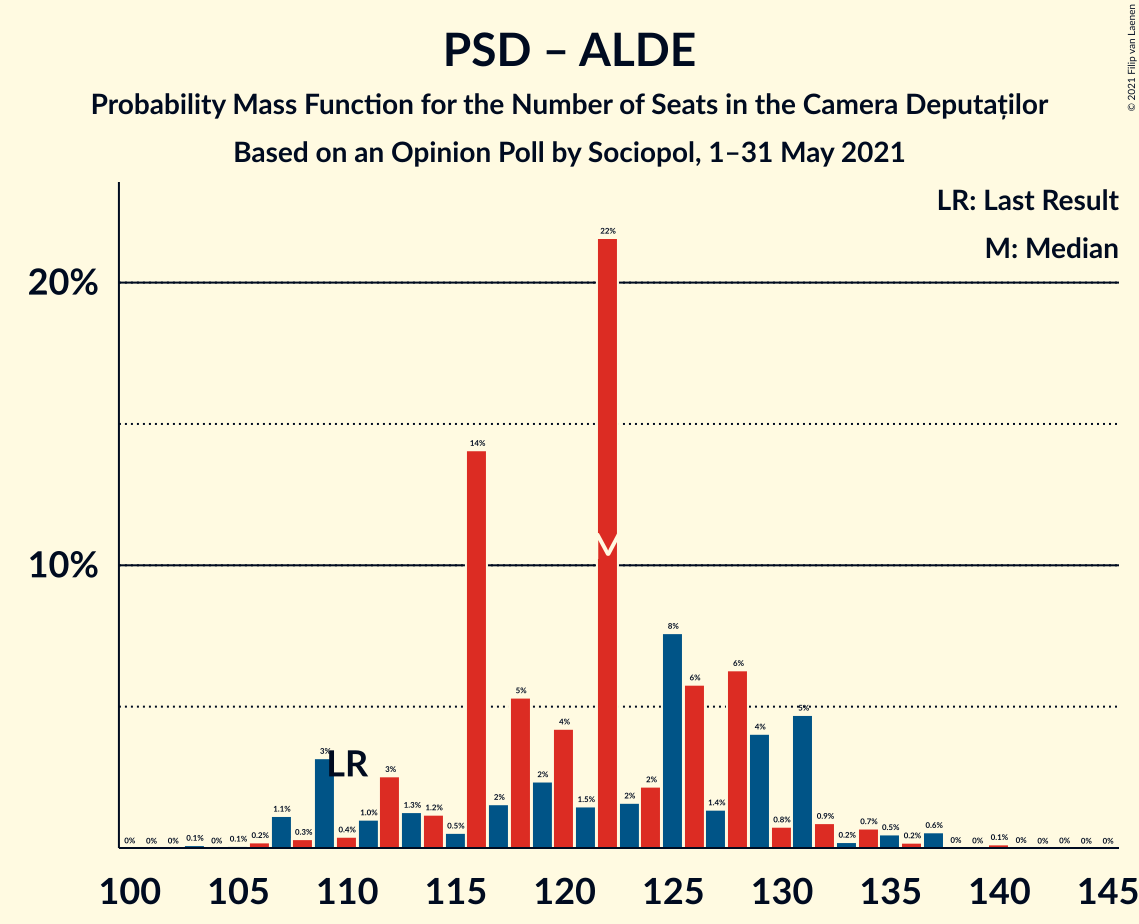 PSD – ALDE
Probability Mass Function for the Number of Seats in the Camera Deputaților
Based on an Opinion Poll by Sociopol, 1–31 May 2021
© 2021 Filip van Laenen
LR: Last Result
M: Median
20%
10%
0% 0% 0% 0.1% 0% 0.1% 0.2% 1.1% 0.3% 3% 0.4% 1.0% 3% 1.3% 1.2% 0.5% 14% 2% 5% 2% 4% 1.5% 22% 2% 2% 8% 6% 1.4% 6% 4% 0.8% 5% 0.9% 0.2% 0.7% 0.5% 0.2% 0.6% 0% 0% 0.1% 0% 0% 0% 0% 0%
LR
M
100 105 110 115 120 125 130 135 140 145